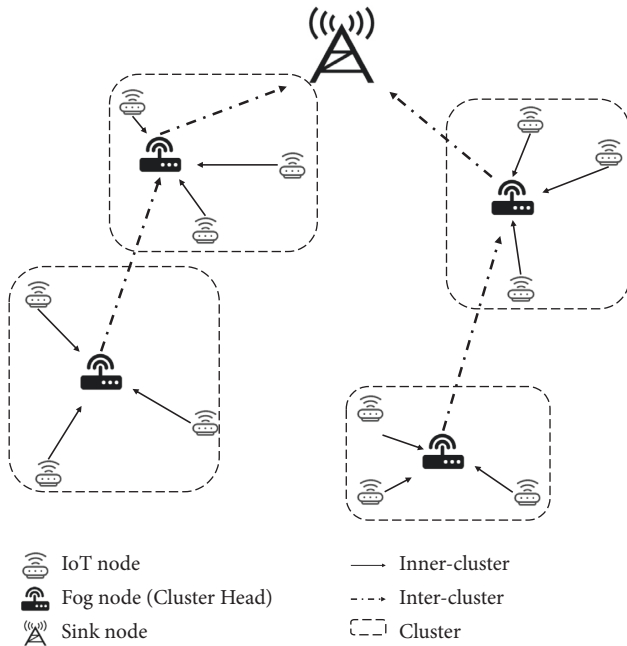 IoT node
Fog node (Cluster Head)
Sink node
Inner-cluster
Inter-cluster
Cluster